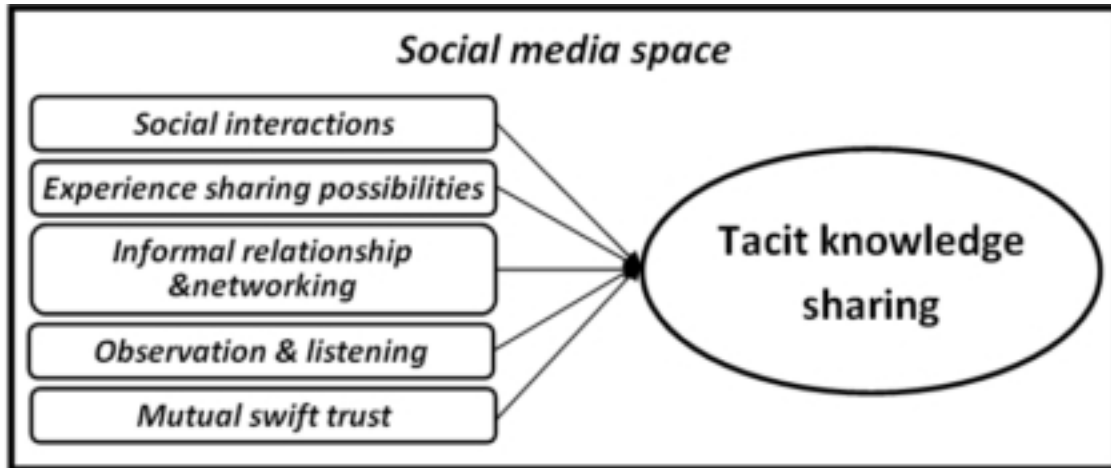 Social media space
Social interactions
Experience sharing possibilities
Informal relationship
&networking
Observation & listening
Mutual swift trust
Tacit knowledge
sharing